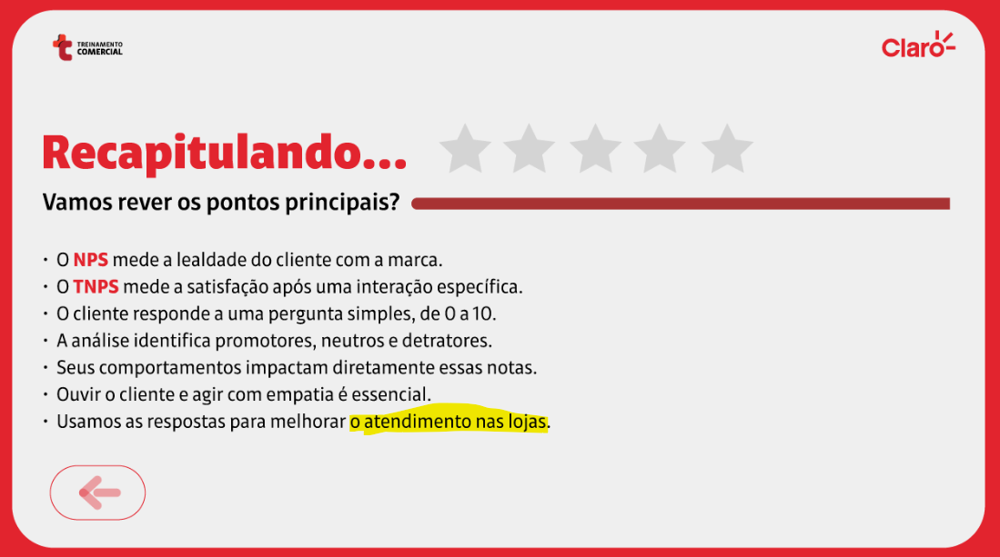 TREINAMENTO
COMERCIAL
Claro
Recapitulando...
Vamos rever os pontos principais?
• O NPS mede a lealdade do cliente com a marca.
• O TNPS mede a satisfação após uma interação específica.
• O cliente responde a uma pergunta simples, de 0 a 10.
• A análise identifica promotores, neutros e detratores.
• Seus comportamentos impactam diretamente essas notas.
• Ouvir o cliente e agir com empatia é essencial.
• Usamos as respostas para melhorar o atendimento nas lojas.